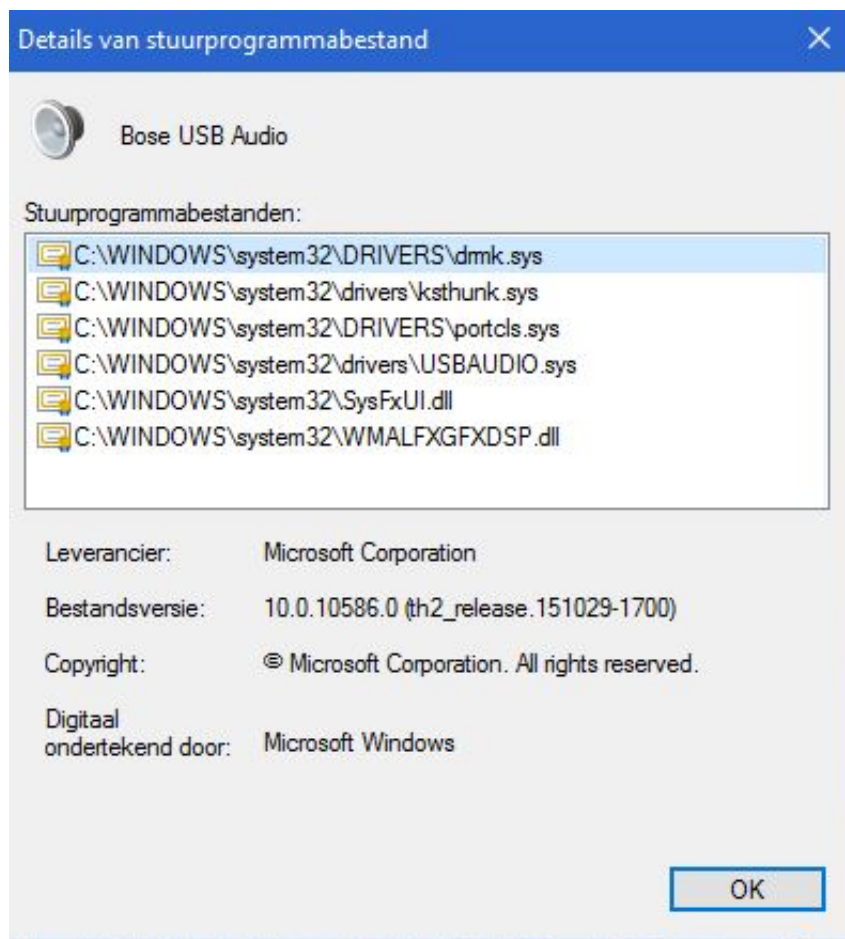 Details van stuurprogrammabestand
Bose USB Audio
Stuurprogrammabestanden:
C:\WINDOWS\system32\DRIVERS\dmk.sys
C:\WINDOWS\system32\drivers\ksthunk.sys
C:\WINDOWS\system32\DRIVERS\portcls.sys
C:\WINDOWS\system32\drivers\USBAUDIO.sys
C:\WINDOWS\system32\SysFxUI.dll
C:\WINDOWS\system32\WMALFXGFXDSP.dll
Leverancier: Microsoft Corporation
Bestandsversie: 10.0.10586.0 (th2_release.151029-1700)
Copyright: © Microsoft Corporation. All rights reserved.
Digitaal
ondertekend door: Microsoft Windows
OK